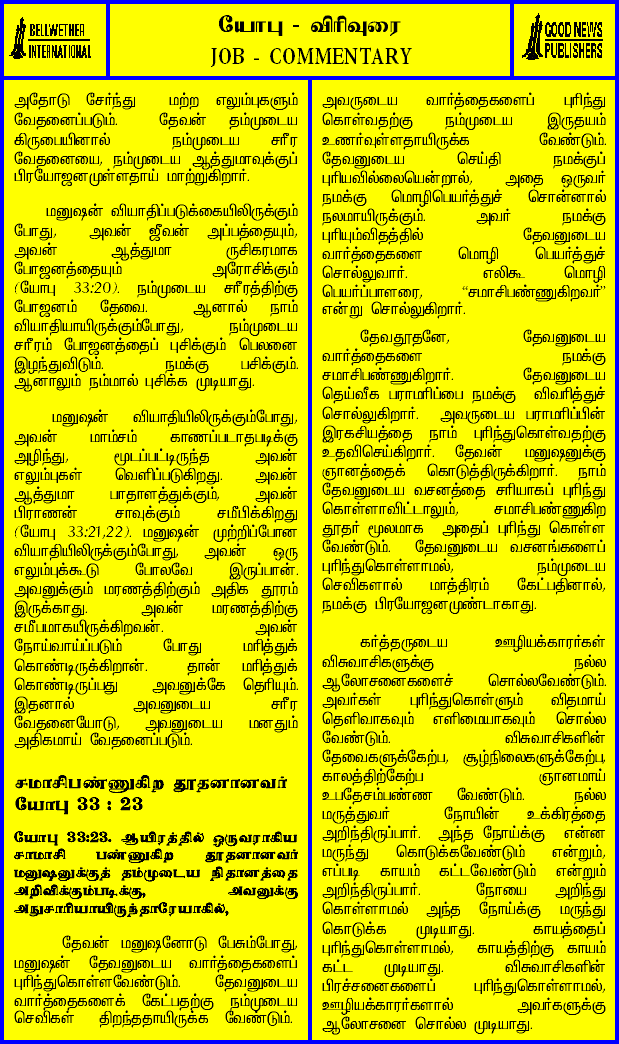 BELLWETHER
INTERNATIONAL
யோபு - விரிவுரை
JOB - COMMENTARY
GOOD NEWS
PUBLISHERS
அதோடு சேர்ந்து மற்ற எலும்புகளும்
வேதனைப்படும். தேவன் தம்முடைய
கிருபையினால் நம்முடைய சரீர
வேதனையை, நம்முடைய ஆத்துமாவுக்குப்
பிரயோஜனமுள்ளதாய் மாற்றுகிறார்.
மனுஷன் வியாதிப்படுக்கையிலிருக்கும்
போது, அவன் ஜீவன் அப்பத்தையும்,
அவன் ஆத்துமா ருசிகரமாக
போஜனத்தையும் அரோசிக்கும்
(யோபு 33:20). நம்முடைய சரீரத்திற்கு
போஜனம் தேவை. ஆனால் நாம்
வியாதியாயிருக்கும்போது, நம்முடைய
சரீரம் போஜனத்தைப் புசிக்கும் பெலனை
இழந்துவிடும். நமக்கு பசிக்கும்.
ஆனாலும் நம்மால் புசிக்க முடியாது.
மனுஷன் வியாதியிலிருக்கும்போது,
அவன் மாம்சம் காணப்படாதபடிக்கு
அழிந்து, மூடப்பட்டிருந்த அவன்
எலும்புகள் வெளிப்படுகிறது. அவன்
ஆத்துமா பாதாளத்துக்கும், அவன்
பிராணன் சாவுக்கும் சமீபிக்கிறது
(யோபு 33:21,22). மனுஷன் முற்றிப்போன
வியாதியிலிருக்கும்போது, அவன் ஒரு
எலும்புக்கூடு போலவே இருப்பான்.
அவனுக்கும் மரணத்திற்கும் அதிக தூரம்
இருக்காது. அவன் மரணத்திற்கு
சமீபமாகயிருக்கிறவன். அவன்
நோய்வாய்ப்படும் போது மரித்துக்
கொண்டிருக்கிறான். தான் மரித்துக்
கொண்டிருப்பது அவனுக்கே தெரியும்.
இதனால் அவனுடைய சரீர
வேதனையோடு, அவனுடைய மனதும்
அதிகமாய் வேதனைப்படும்.
சமாசிபண்ணுகிற தூதனானவர்
யோபு 33 : 23
யோபு 33:23. ஆயிரத்தில் ஒருவராகிய
சாமாசி பண்ணுகிற தூதனானவர்
மனுஷனுக்குத் தம்முடைய நிதானத்தை
அறிவிக்கும்படிக்கு, அவனுக்கு
அநுசாரியாயிருந்தாரேயாகில்,
தேவன் மனுஷனோடு பேசும்போது,
மனுஷன் தேவனுடைய வார்த்தைகளைப்
புரிந்துகொள்ளவேண்டும். தேவனுடைய
வார்த்தைகளைக் கேட்பதற்கு நம்முடைய
செவிகள் திறந்ததாயிருக்க வேண்டும்.
அவருடைய வார்த்தைகளைப் புரிந்து
கொள்வதற்கு நம்முடைய இருதயம்
உணர்வுள்ளதாயிருக்க வேண்டும்.
தேவனுடைய செய்தி நமக்குப்
புரியவில்லையென்றால், அதை ஒருவர்
நமக்கு மொழிபெயர்த்துச் சொன்னால்
நலமாயிருக்கும். அவர் நமக்கு
புரியும்விதத்தில் தேவனுடைய
வார்த்தைகளை மொழி பெயர்த்துச்
சொல்லுவார். எலிகூ மொழி
பெயர்ப்பாளரை, “சமாசிபண்ணுகிறவர்”
என்று சொல்லுகிறார்.
தேவதூதனே, தேவனுடைய
வார்த்தைகளை நமக்கு
சமாசிபண்ணுகிறார். தேவனுடைய
தெய்வீக பராமரிப்பை நமக்கு விவரித்துச்
சொல்லுகிறார். அவருடைய பராமரிப்பின்
இரகசியத்தை நாம் புரிந்துகொள்வதற்கு
உதவிசெய்கிறார். தேவன் மனுஷனுக்கு
ஞானத்தைக் கொடுத்திருக்கிறார். நாம்
தேவனுடைய வசனத்தை சரியாகப் புரிந்து
கொள்ளாவிட்டாலும், சமாசிபண்ணுகிற
தூதர் மூலமாக அதைப் புரிந்து கொள்ள
வேண்டும். தேவனுடைய வசனங்களைப்
புரிந்துகொள்ளாமல், நம்முடைய
செவிகளால் மாத்திரம் கேட்பதினால்,
நமக்கு பிரயோஜனமுண்டாகாது.
கர்த்தருடைய ஊழியக்காரர்கள்
விசுவாசிகளுக்கு நல்ல
ஆலோசனைகளைச் சொல்லவேண்டும்.
அவர்கள் புரிந்துகொள்ளும் விதமாய்
தெளிவாகவும் எளிமையாகவும் சொல்ல
வேண்டும். விசுவாசிகளின்
தேவைகளுக்கேற்ப, சூழ்நிலைகளுக்கேற்ப,
காலத்திற்கேற்ப ஞானமாய்
உபதேசம்பண்ண வேண்டும். நல்ல
மருத்துவர் நோயின் உக்கிரத்தை
அறிந்திருப்பார். அந்த நோய்க்கு என்ன
மருந்து கொடுக்கவேண்டும் என்றும்,
எப்படி காயம் கட்டவேண்டும் என்றும்
அறிந்திருப்பார். நோயை அறிந்து
கொள்ளாமல் அந்த நோய்க்கு மருந்து
கொடுக்க முடியாது. காயத்தைப்
புரிந்துகொள்ளாமல், காயத்திற்கு காயம்
கட்ட முடியாது. விசுவாசிகளின்
பிரச்சனைகளைப் புரிந்துகொள்ளாமல்,
ஊழியக்காரர்களால் அவர்களுக்கு
ஆலோசனை சொல்ல முடியாது.